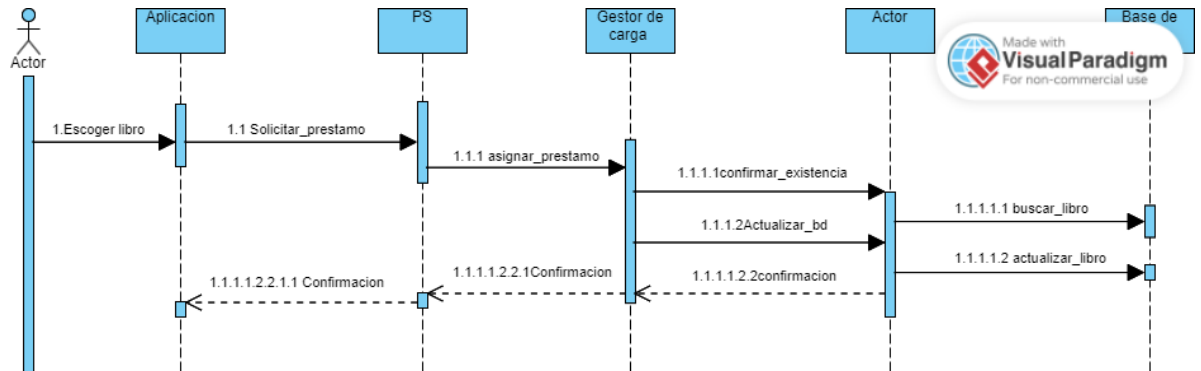 Actor
Aplicacion
PS
Gestor de
carga
Actor
Base de
Made with
Visual Paradigm
For non-commercial use
1.Escoger libro
1.1 Solicitar_prestamo
1.1.1 asignar_prestamo
1.1.1.1confirmar_existencia
1.1.1.1.1 buscar_libro
1.1.1.2Actualizar_bd
1.1.1.1.2 actualizar_libro
1.1.1.1.2.2confirmacion
1.1.1.1.2.2.1Confirmacion
1.1.1.1.2.2.1.1 Confirmacion